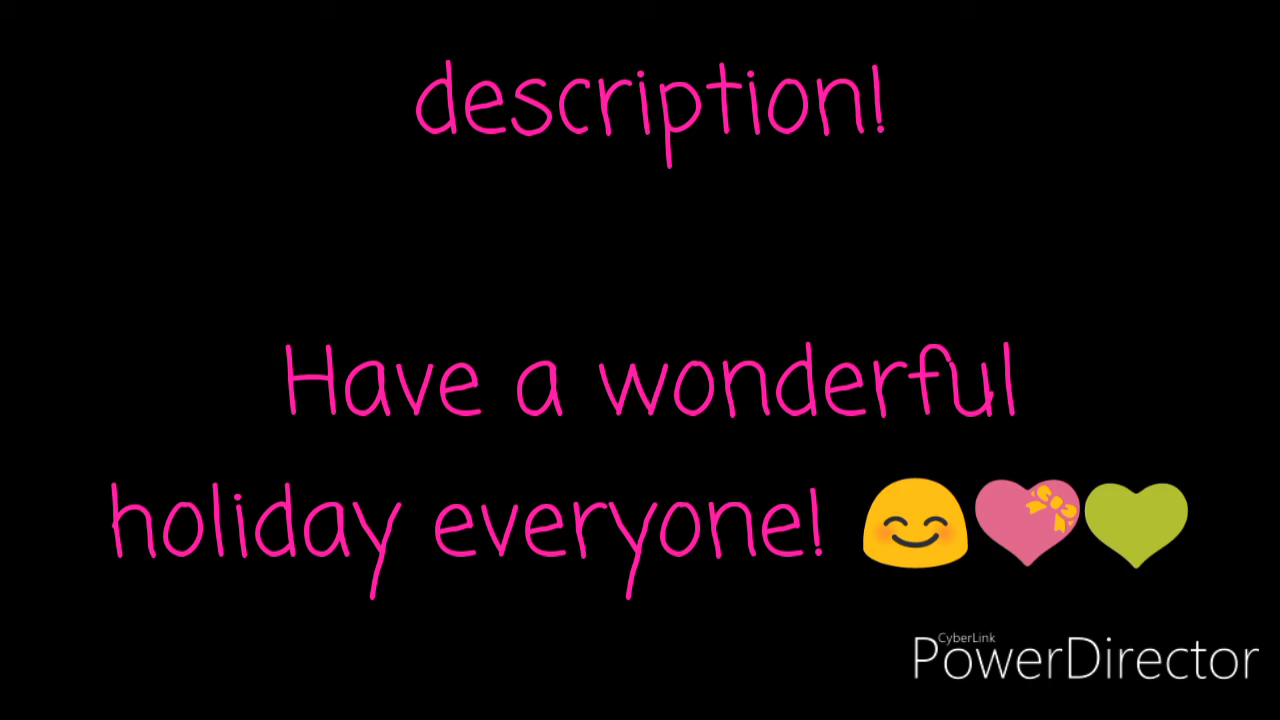 description!
Have a wonderful
holiday everyone! 😊💝💚
CyberLink
PowerDirector